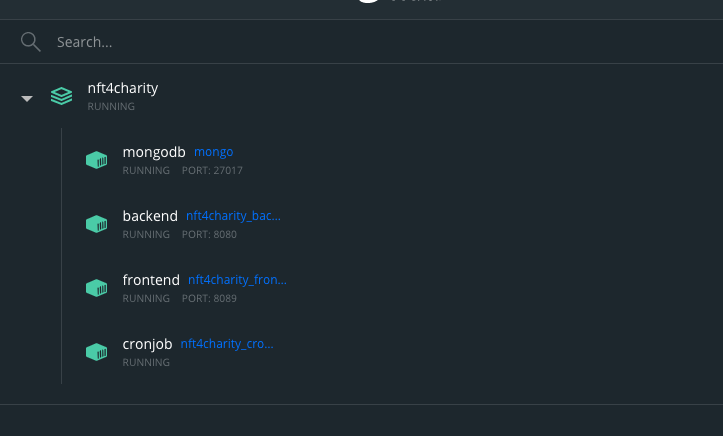 Search...
nft4charity
RUNNING
mongodb mongo
RUNNING PORT: 27017
backend nft4charity_bac...
RUNNING PORT: 8080
frontend nft4charity_fron...
RUNNING PORT: 8089
cronjob nft4charity_cro...
RUNNING